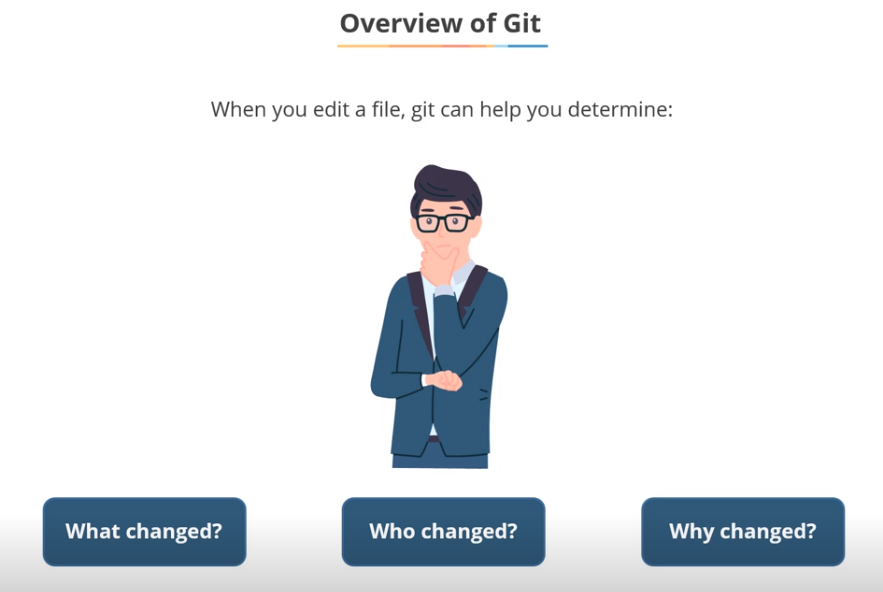 Overview of Git
When you edit a file, git can help you determine:
What changed?
Who changed?
Why changed?